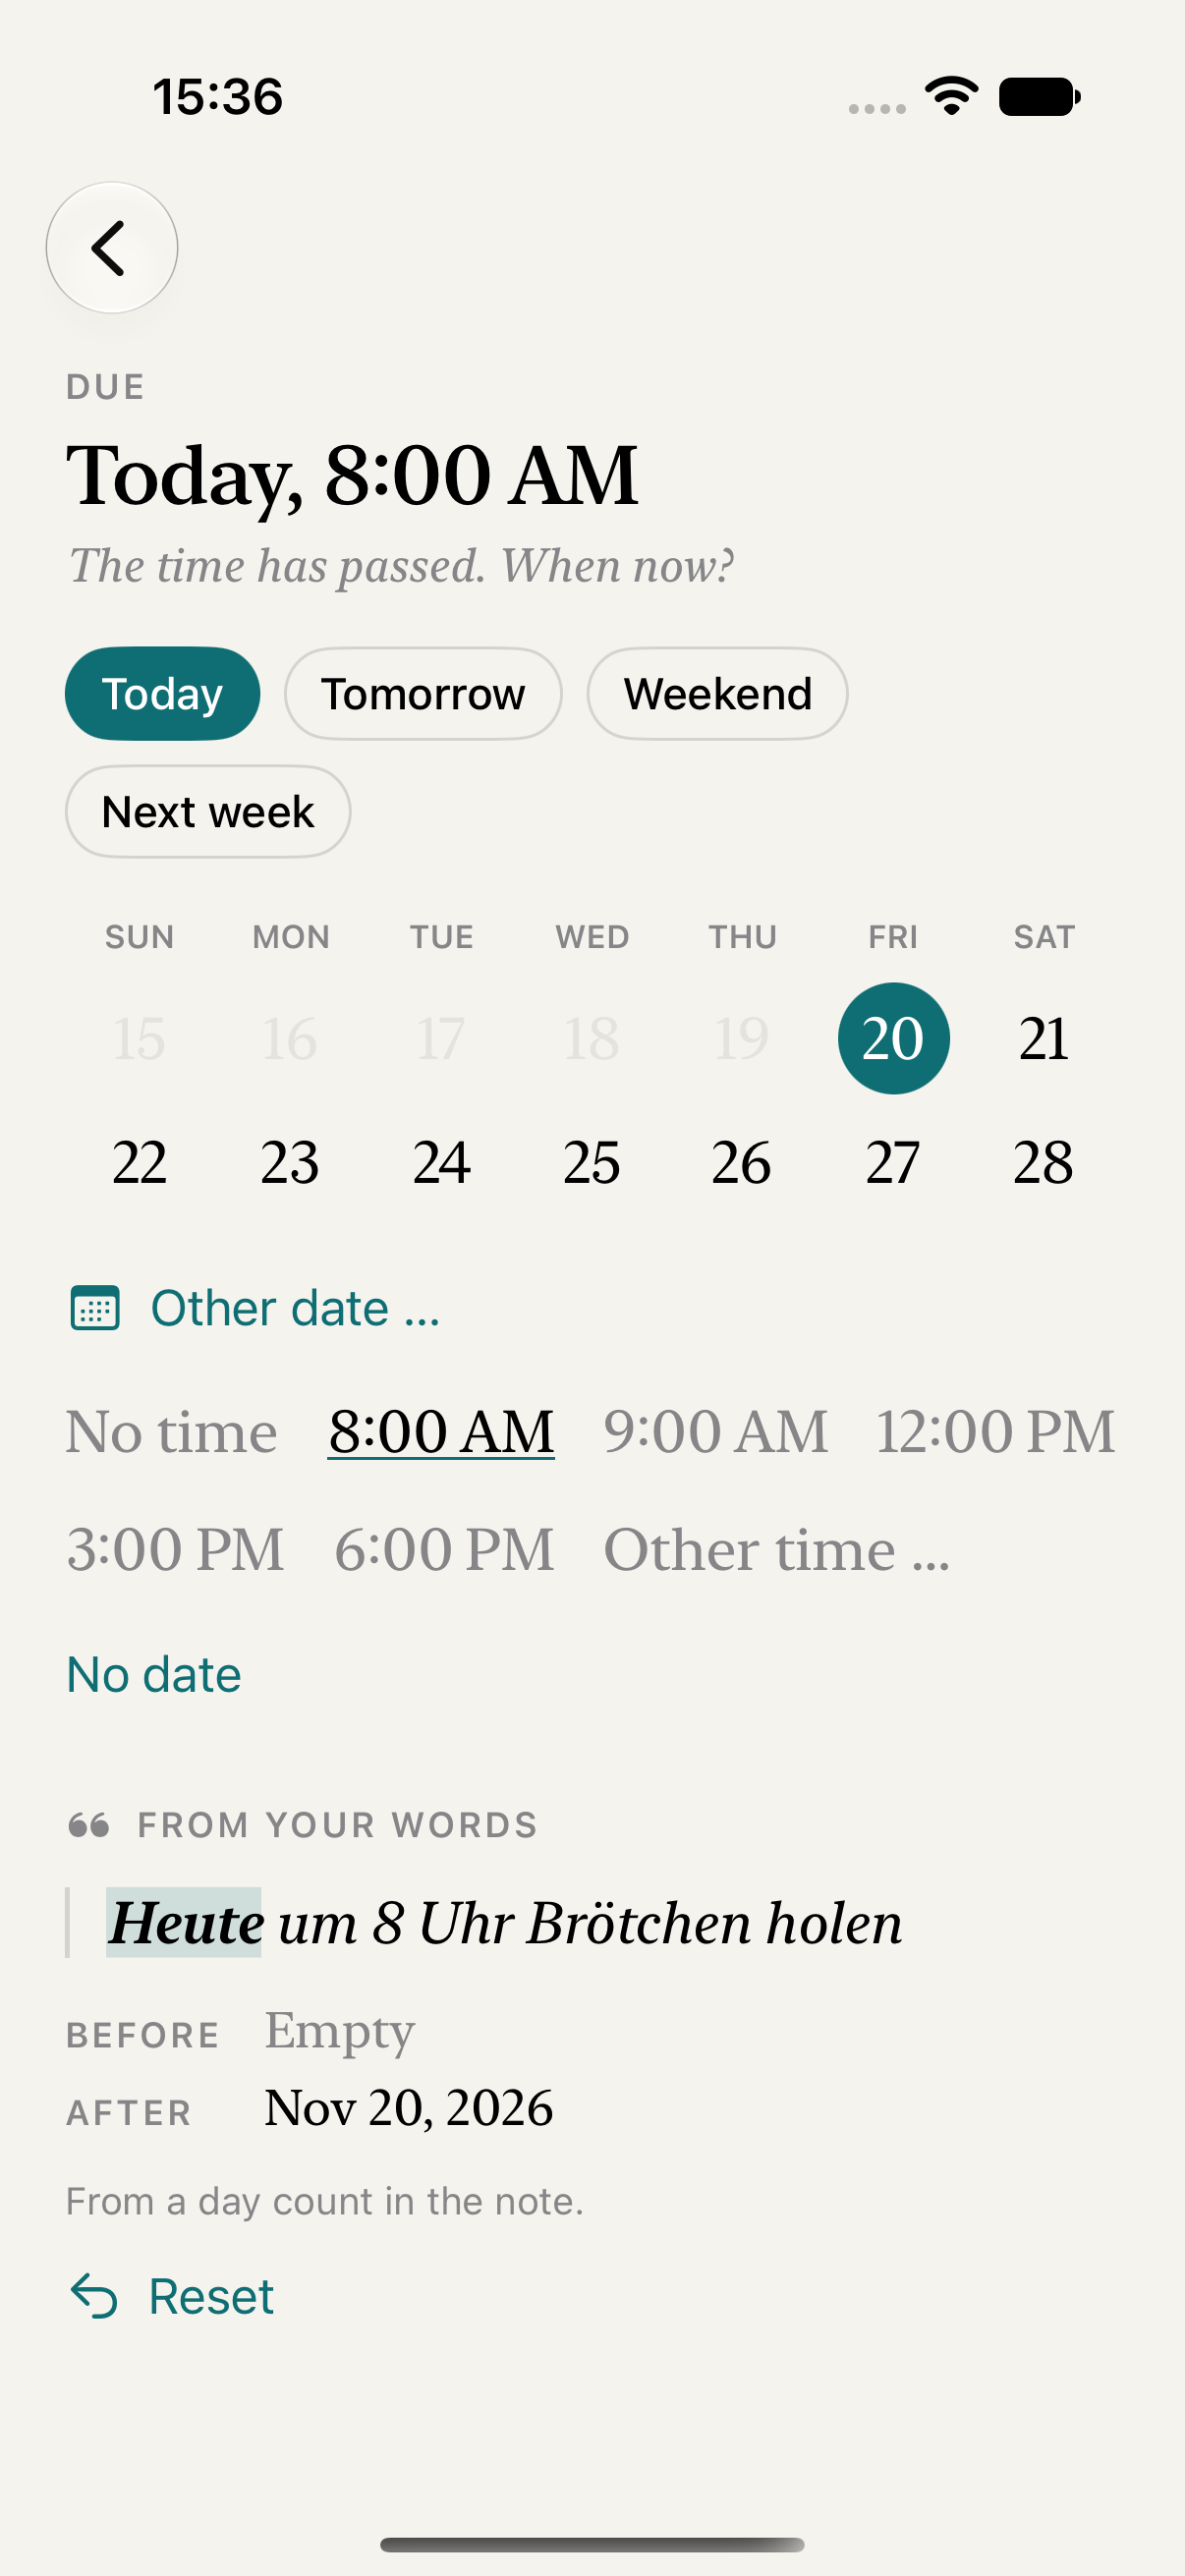 15:36
DUE
Today, 8:00 AM
The time has passed. When now?
Today Tomorrow Weekend
Next week
SUN MON TUE WED THU FRI SAT
15 16 17 18 19 20 21
22 23 24 25 26 27 28
Other date ...
No time 8:00 AM 9:00 AM 12:00 PM
3:00 PM 6:00 PM Other time ...
No date
FROM YOUR WORDS
Heute um 8 Uhr Brötchen holen
BEFORE Empty
AFTER Nov 20, 2026
From a day count in the note.
Reset